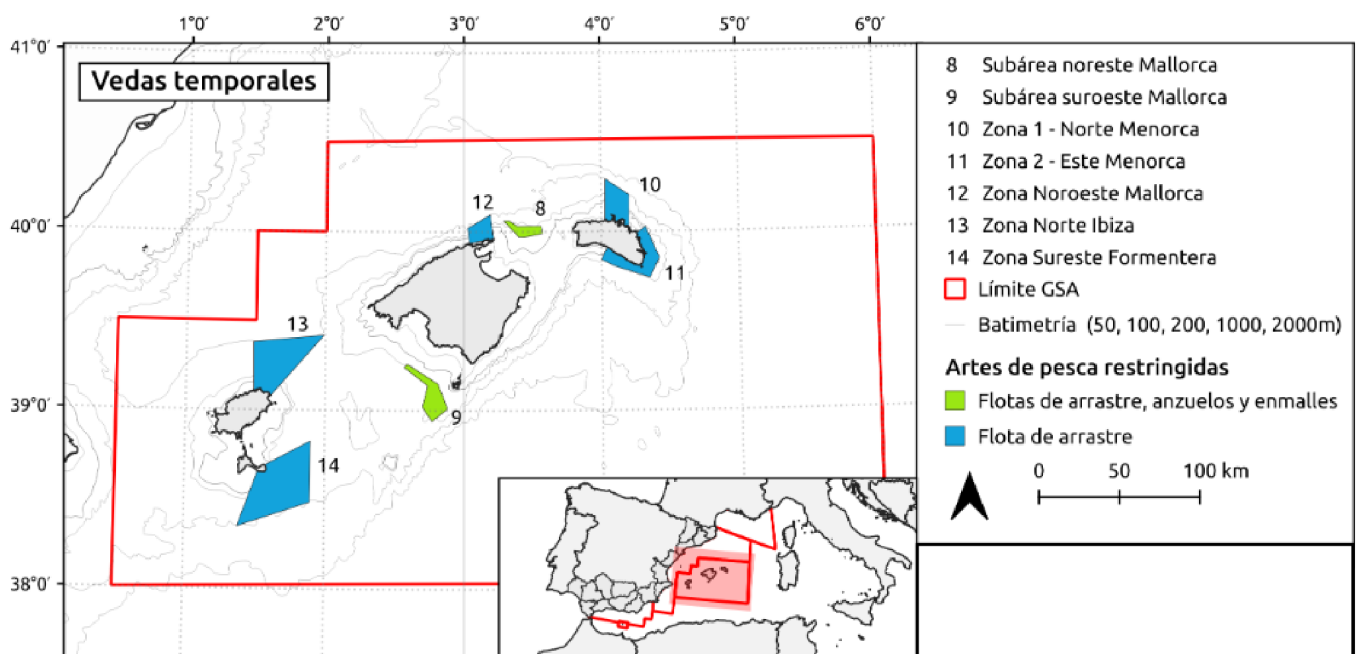 1°0' 2°0' 3°0' 4°0' 5°0' 6°0'
41°0'
40°0'
39°0'
38°0'
Vedas temporales
10
12
8
11
13
9
14
8 Subárea noreste Mallorca
9 Subárea suroeste Mallorca
10 Zona 1 - Norte Menorca
11 Zona 2 - Este Menorca
12 Zona Noroeste Mallorca
13 Zona Norte Ibiza
14 Zona Sureste Formentera
Límite GSA
Batimetría (50, 100, 200, 1000, 2000m)
Artes de pesca restringidas
Flotas de arrastre, anzuelos y enmalles
Flota de arrastre
0 50 100 km